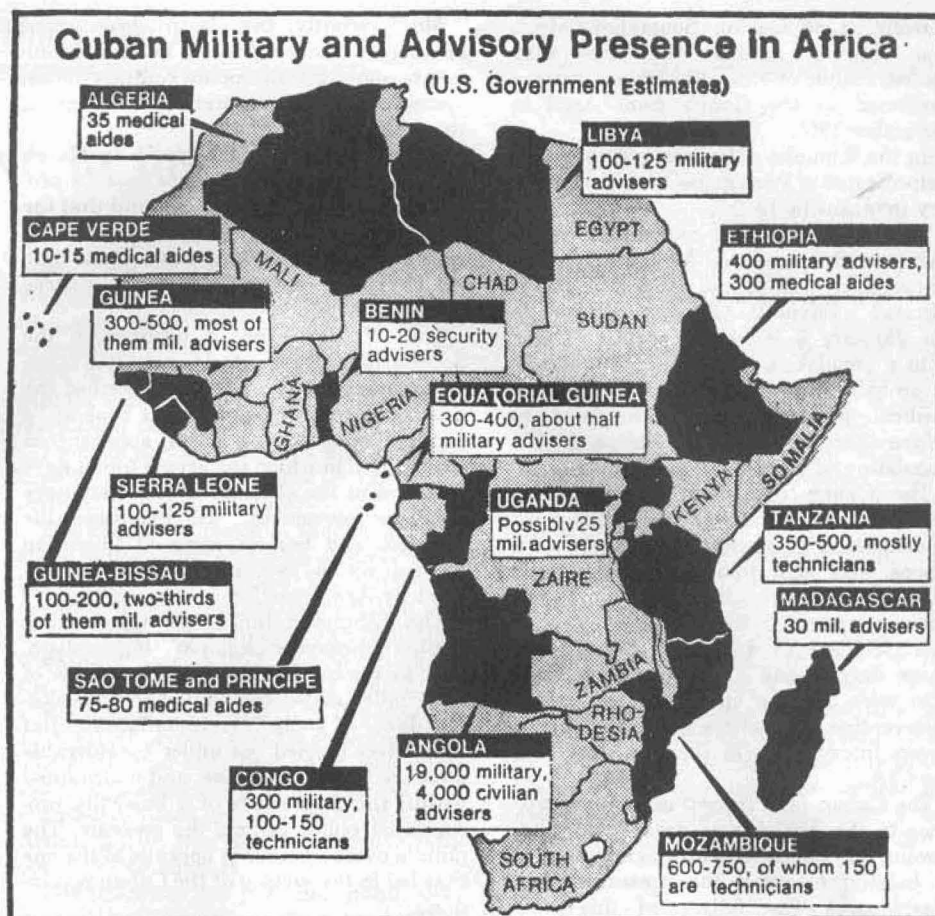 Cuban Military and Advisory Presence in Africa
(U.S. Government Estimates)
ALGERIA
35 medical
aides
LIBYA
100-125 military
advisers
EGYPT
CAPE VERDE
10-15 medical aides
MALI
CHAD
SUDAN
ETHIOPIA
400 military advisers,
300 medical aides
GUINEA
300-500, most of
them mil. advisers
BENIN
10-20 security
advisers
GHANA
NIGERIA
EQUATORIAL GUINEA
300-400, about half
military advisers
SOMALIA
KENYA
SIERRA LEONE
100-125 military
advisers
UGANDA
Possibly 25
mil. advisers
ZAIRE
TANZANIA
350-500, mostly
technicians
GUINEA-BISSAU
100-200, two-thirds
of them mil. advisers
MADAGASCAR
30 mil. advisers
SAO TOME and PRINCIPE
75-80 medical aides
ZAMBIA
RHO-
DESIA
CONGO
300 military,
100-150
technicians
ANGOLA
19,000 military,
4,000 civilian
advisers
SOUTH
AFRICA
MOZAMBIQUE
600-750, of whom 150
are technicians